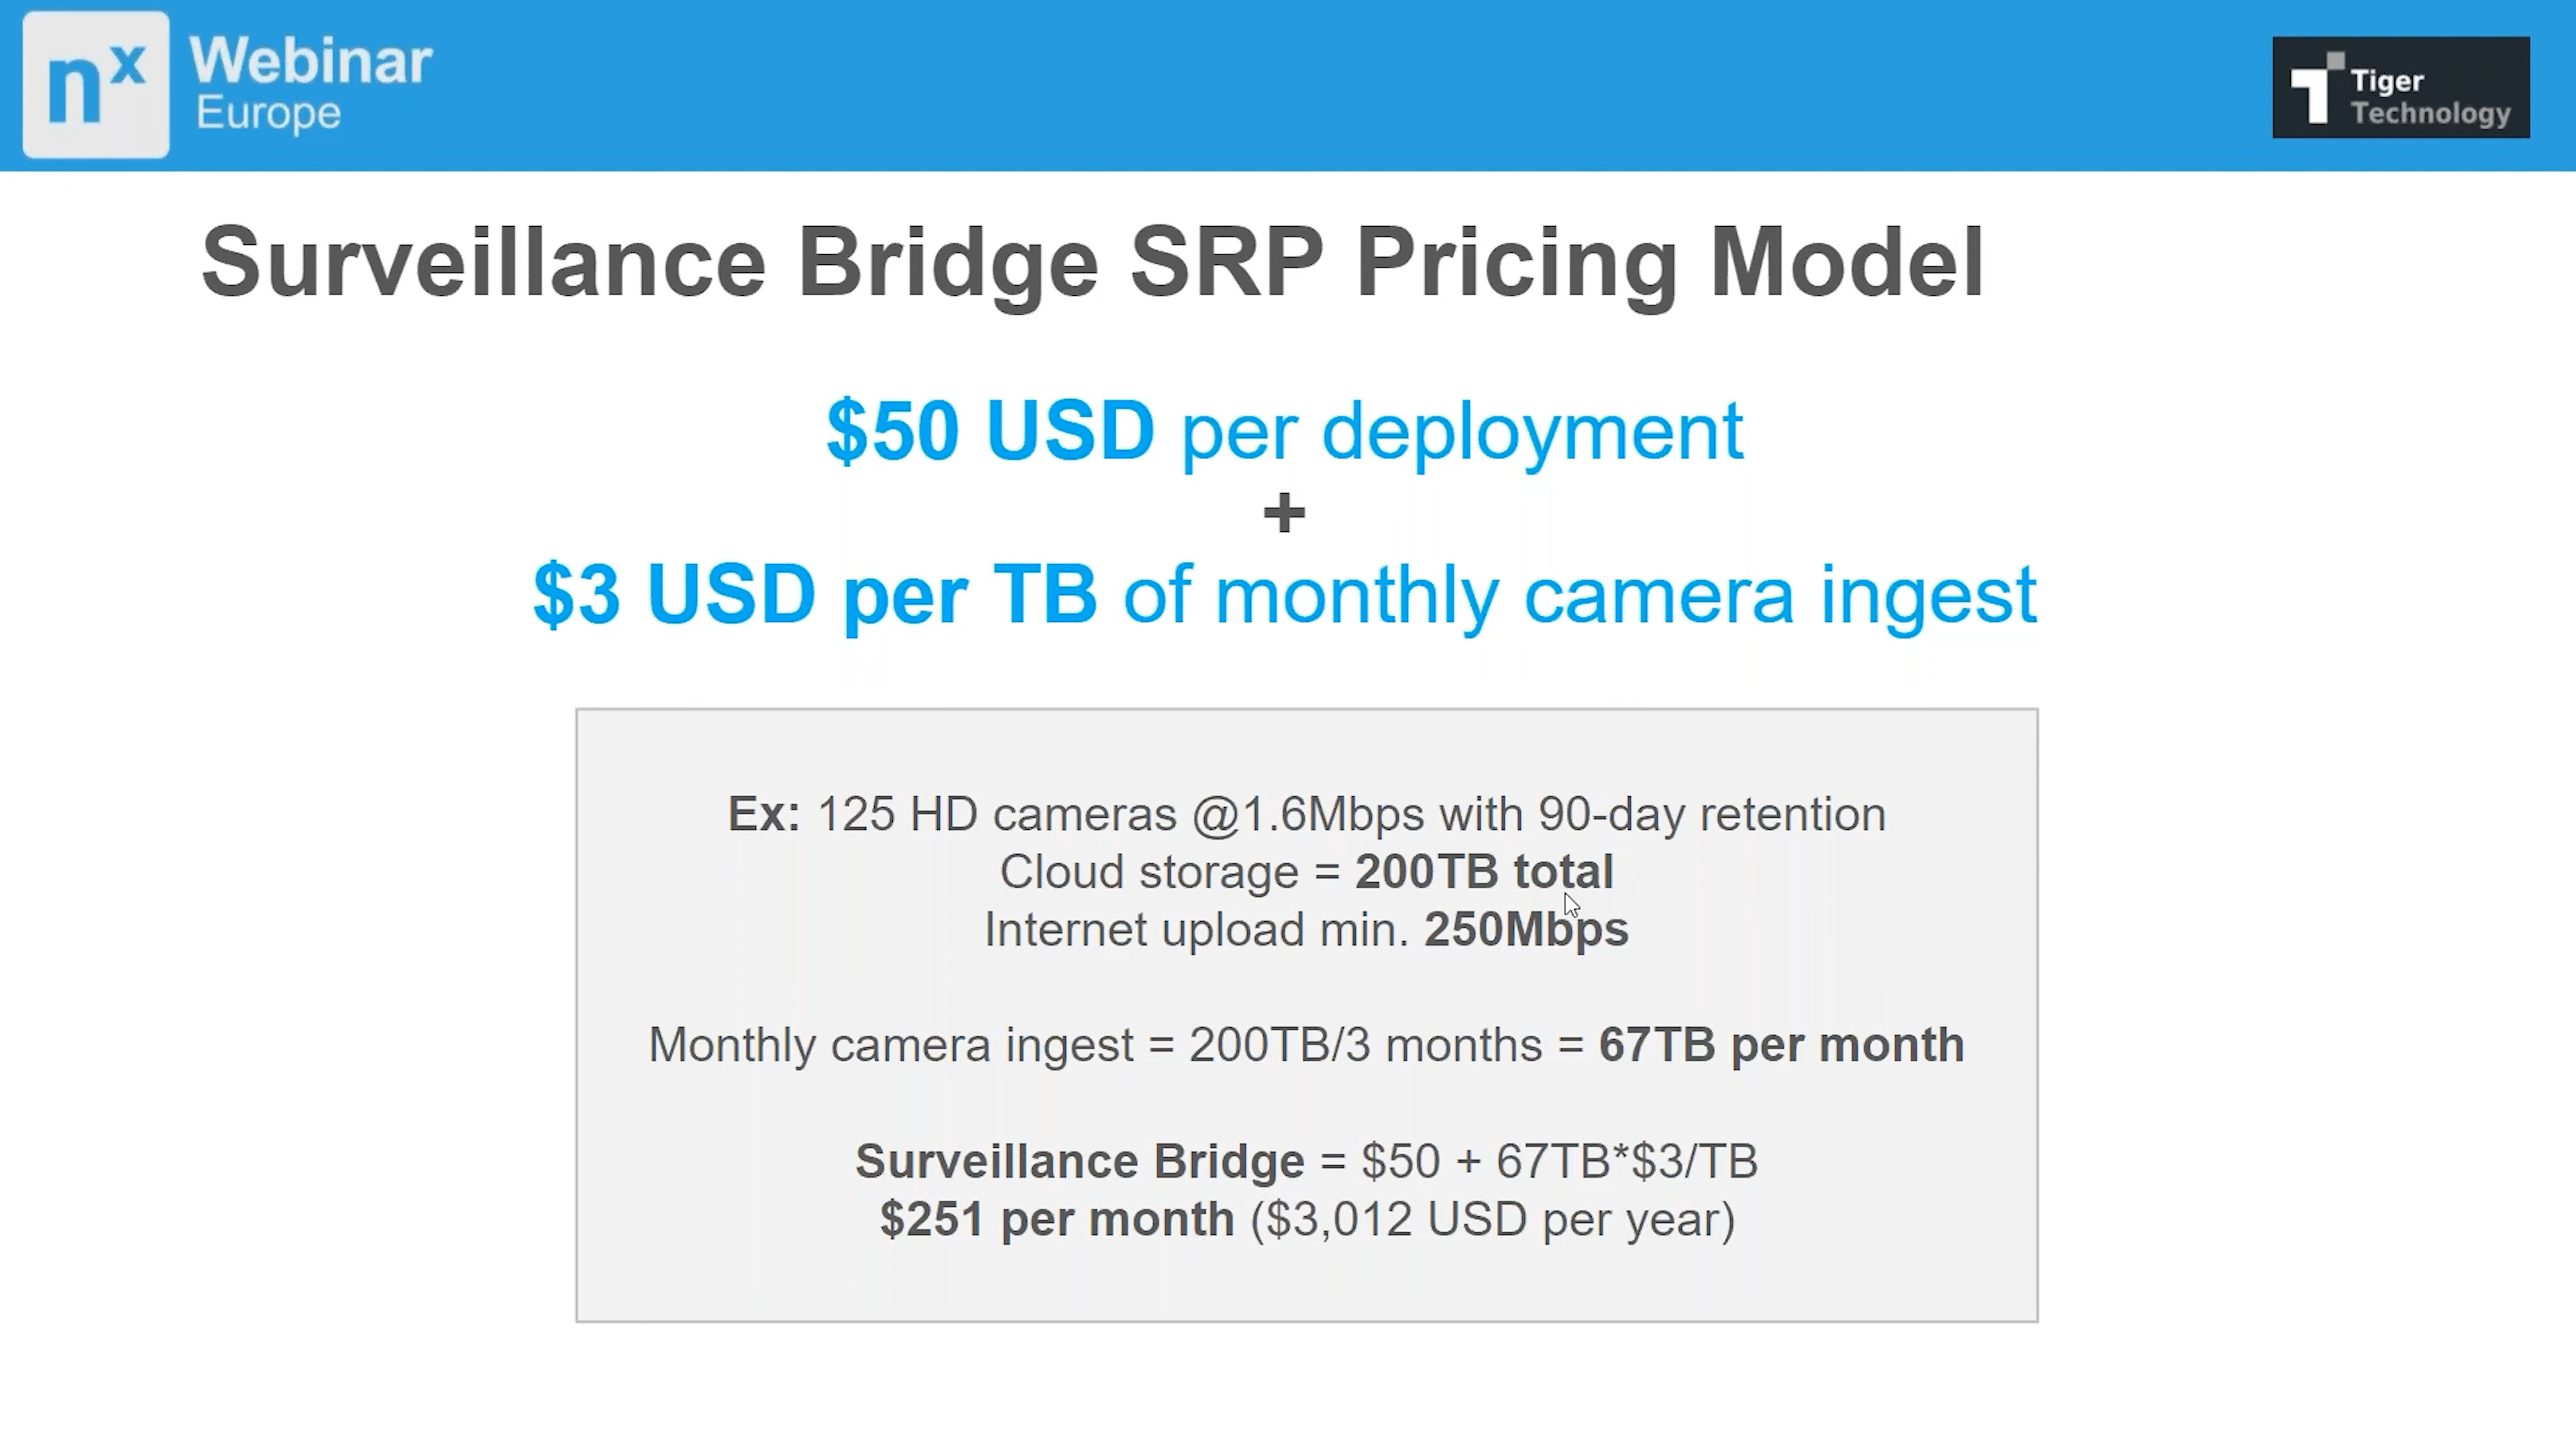 nx
Webinar
Europe
Tiger
Technology
Surveillance Bridge SRP Pricing Model
$50 USD per deployment
+
$3 USD per TB of monthly camera ingest
Ex: 125 HD cameras @1.6Mbps with 90-day retention
Cloud storage = 200TB total
Internet upload min. 250Mbps
Monthly camera ingest = 200TB/3 months = 67TB per month
Surveillance Bridge = $50 + 67TB*$3/TB
$251 per month ($3,012 USD per year)